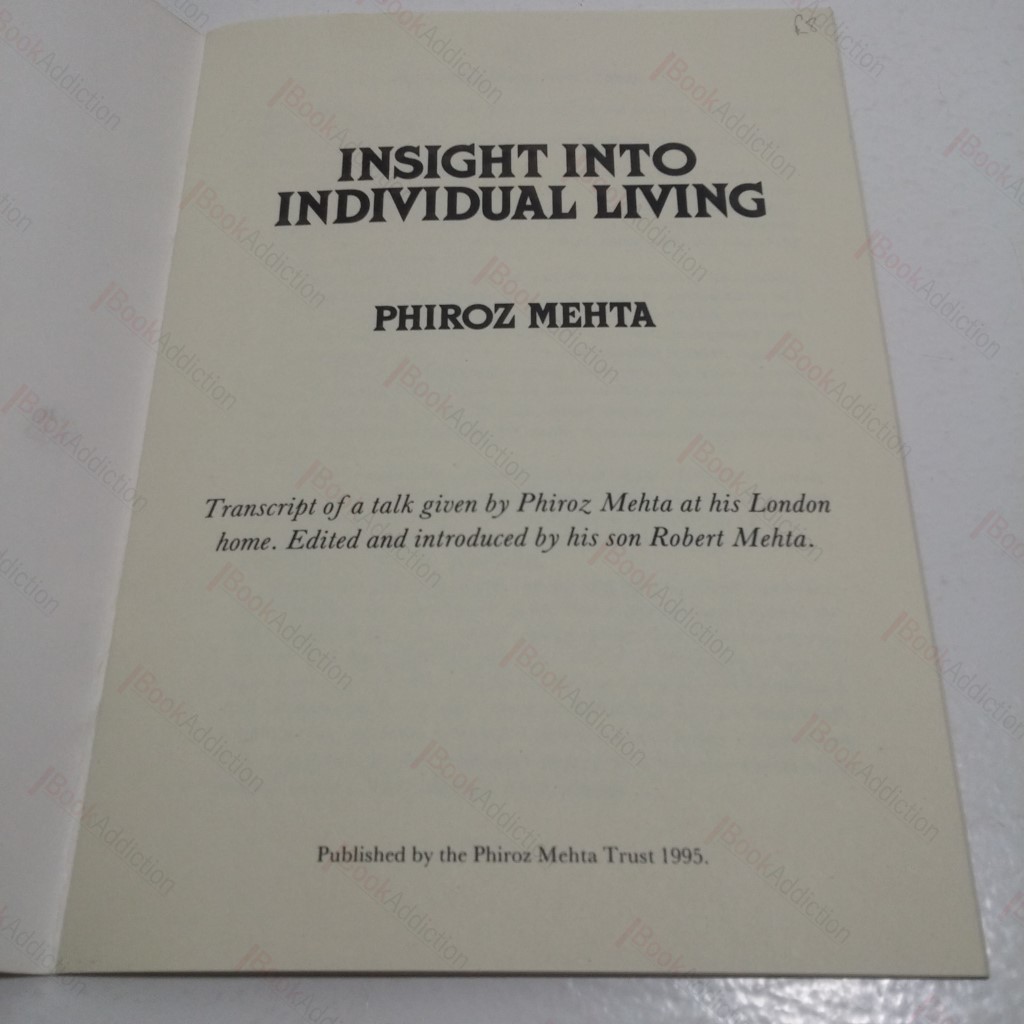 INSIGHT INTO
INDIVIDUAL LIVING
PHIROZ MEHTA
Transcript of a talk given by Phiroz Mehta at his London
home. Edited and introduced by his son Robert Mehta.
Published by the Phiroz Mehta Trust 1995.
BookAddiction